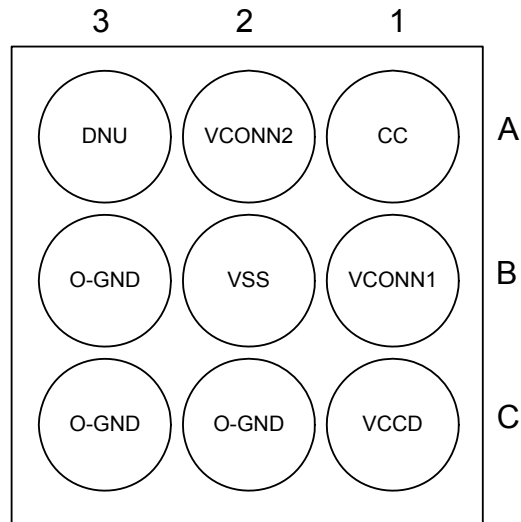 3 2 1
DNU VCONN2 CC A
O-GND VSS VCONN1 B
O-GND O-GND VCCD C